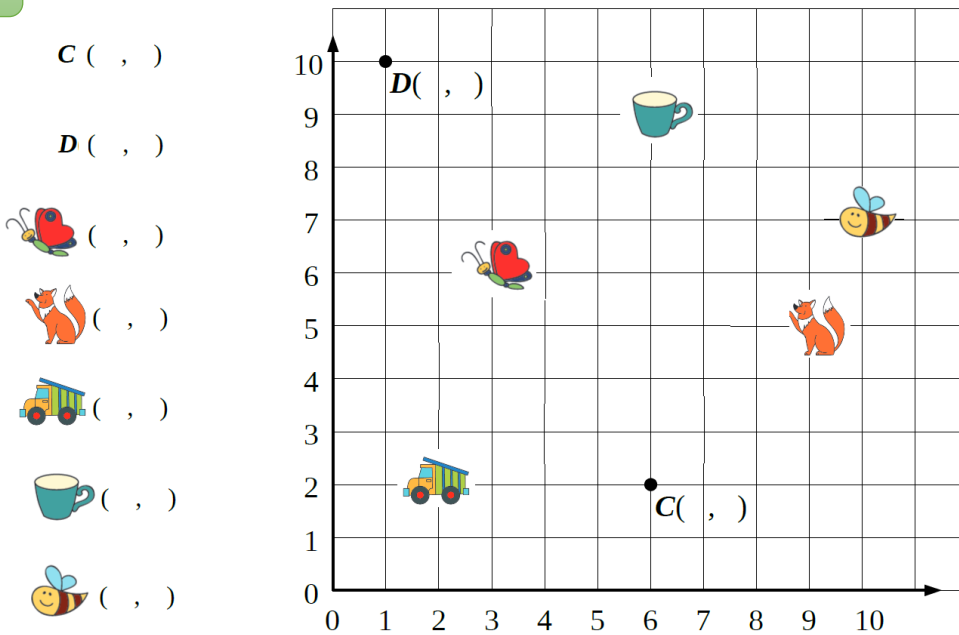 C ( , )
D ( , )
( , )
( , )
( , )
( , )
( , )
10
D( , )
9
8
7
6
5
4
3
2
C( , )
1
0
0 1 2 3 4 5 6 7 8 9 10